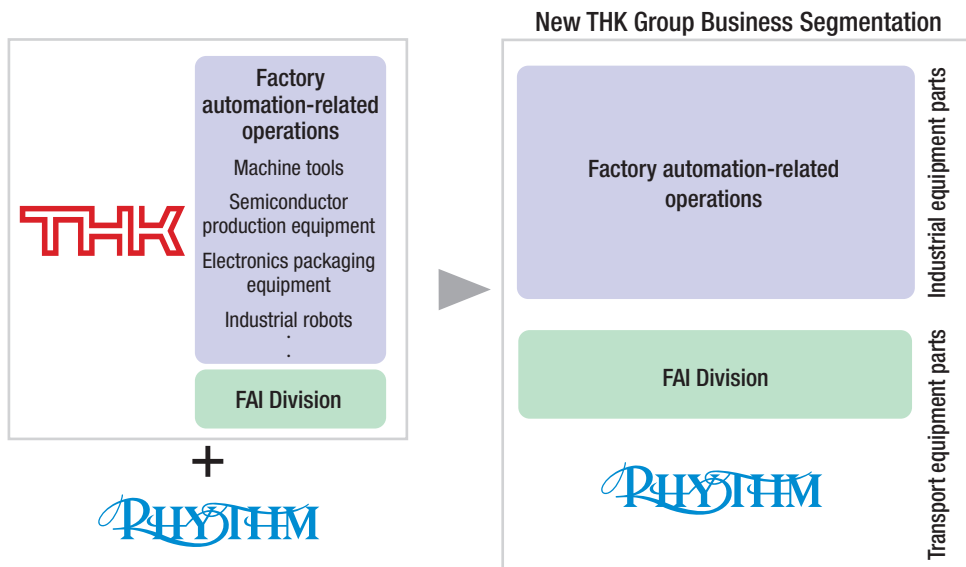 New THK Group Business Segmentation
THK
Factory
automation-related
operations
Machine tools
Semiconductor
production equipment
Electronics packaging
equipment
Industrial robots
.
.
FAI Division
+
RHYTHM
Factory automation-related
operations
Industrial equipment parts
FAI Division
RHYTHM
Transport equipment parts